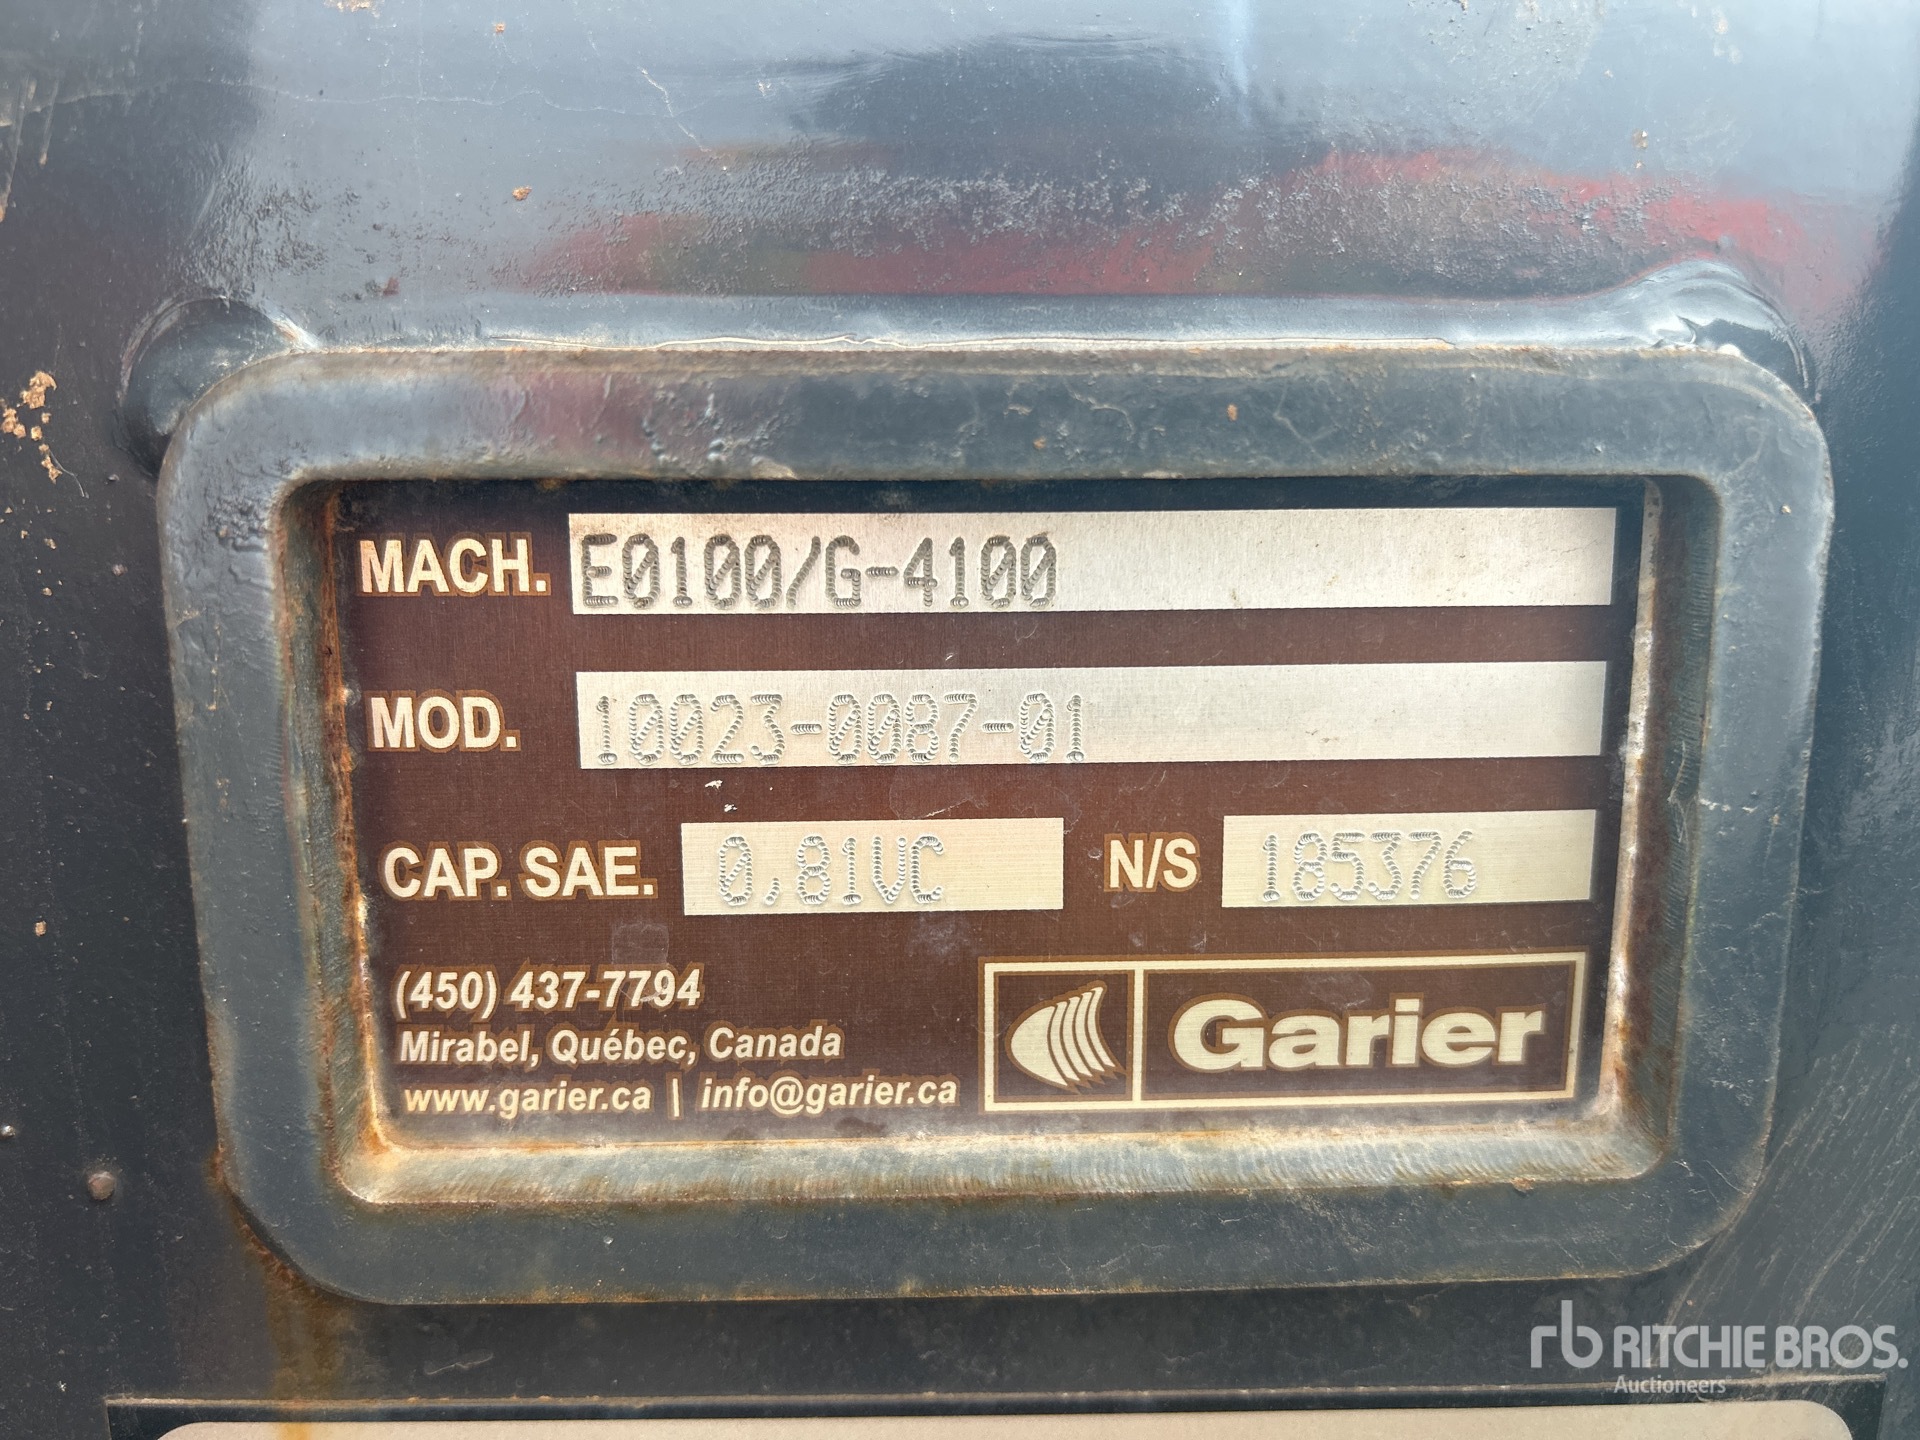 MACH. E0100/G-4100
MOD. 10023-0087-01
CAP. SAE. 0,81VC N/S 185376
(450) 437-7794
Mirabel, Québec, Canada
www.garier.ca | info@garier.ca
Garier
rb RITCHIE BROS.
Auctioneers